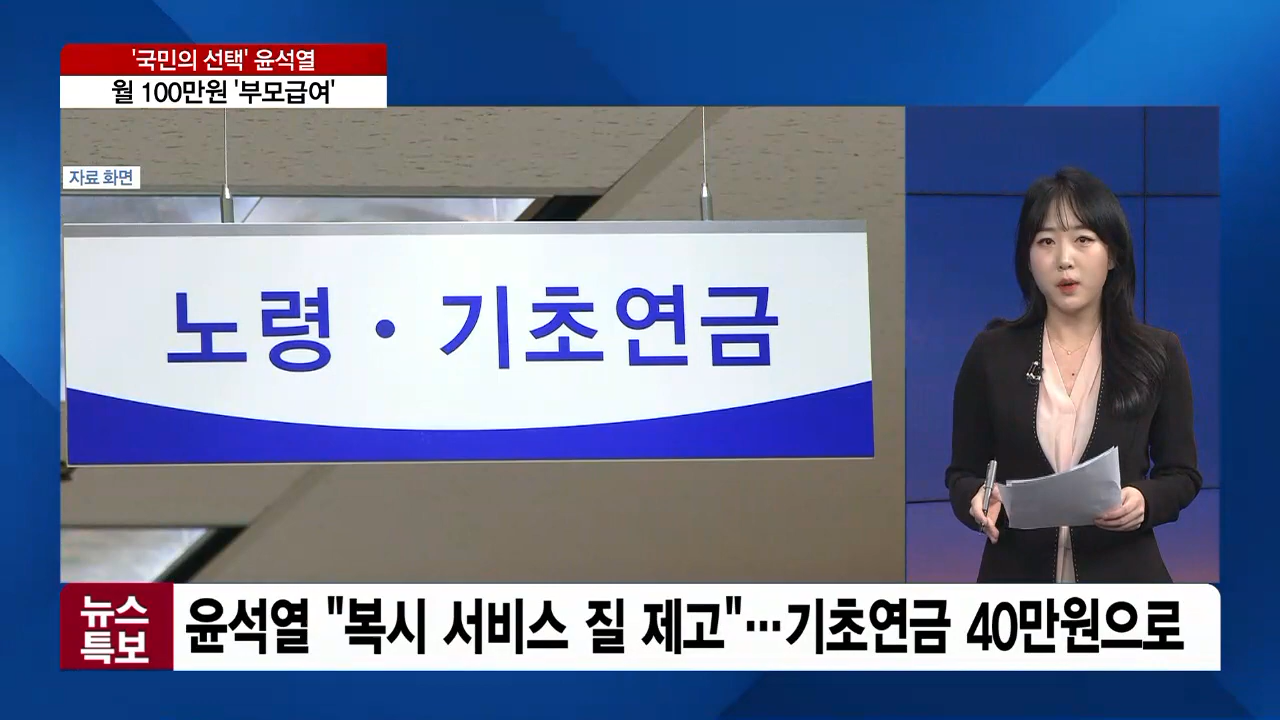 '국민의 선택' 윤석열
월 100만원 '부모급여'
자료 화면
노령·기초연금
뉴스
특보
윤석열 "복시 서비스 질 제고"…기초연금 40만원으로